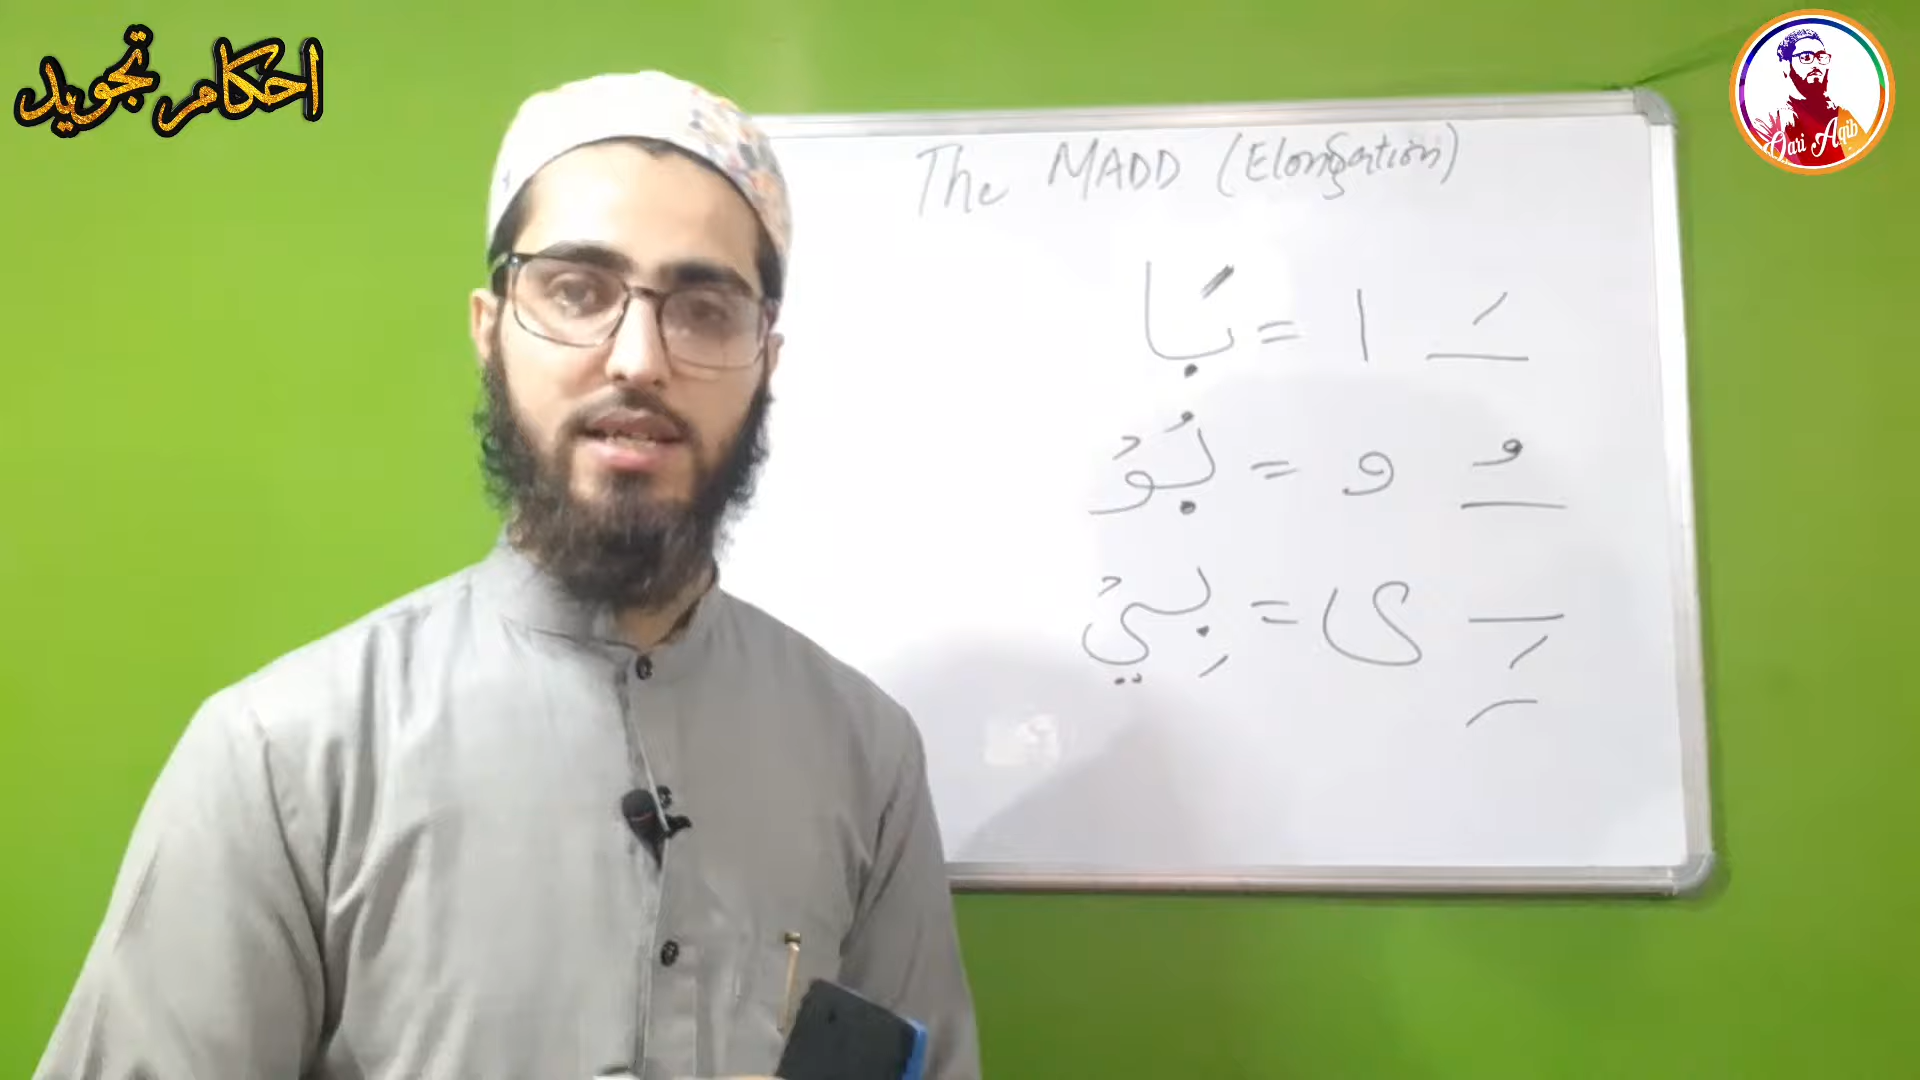 احکام تجوید
Qari Aqib
The MADD (Elongation)
ـَ ا = بَا
ـُ و = بُوْ
ـِ ی = بِيْ